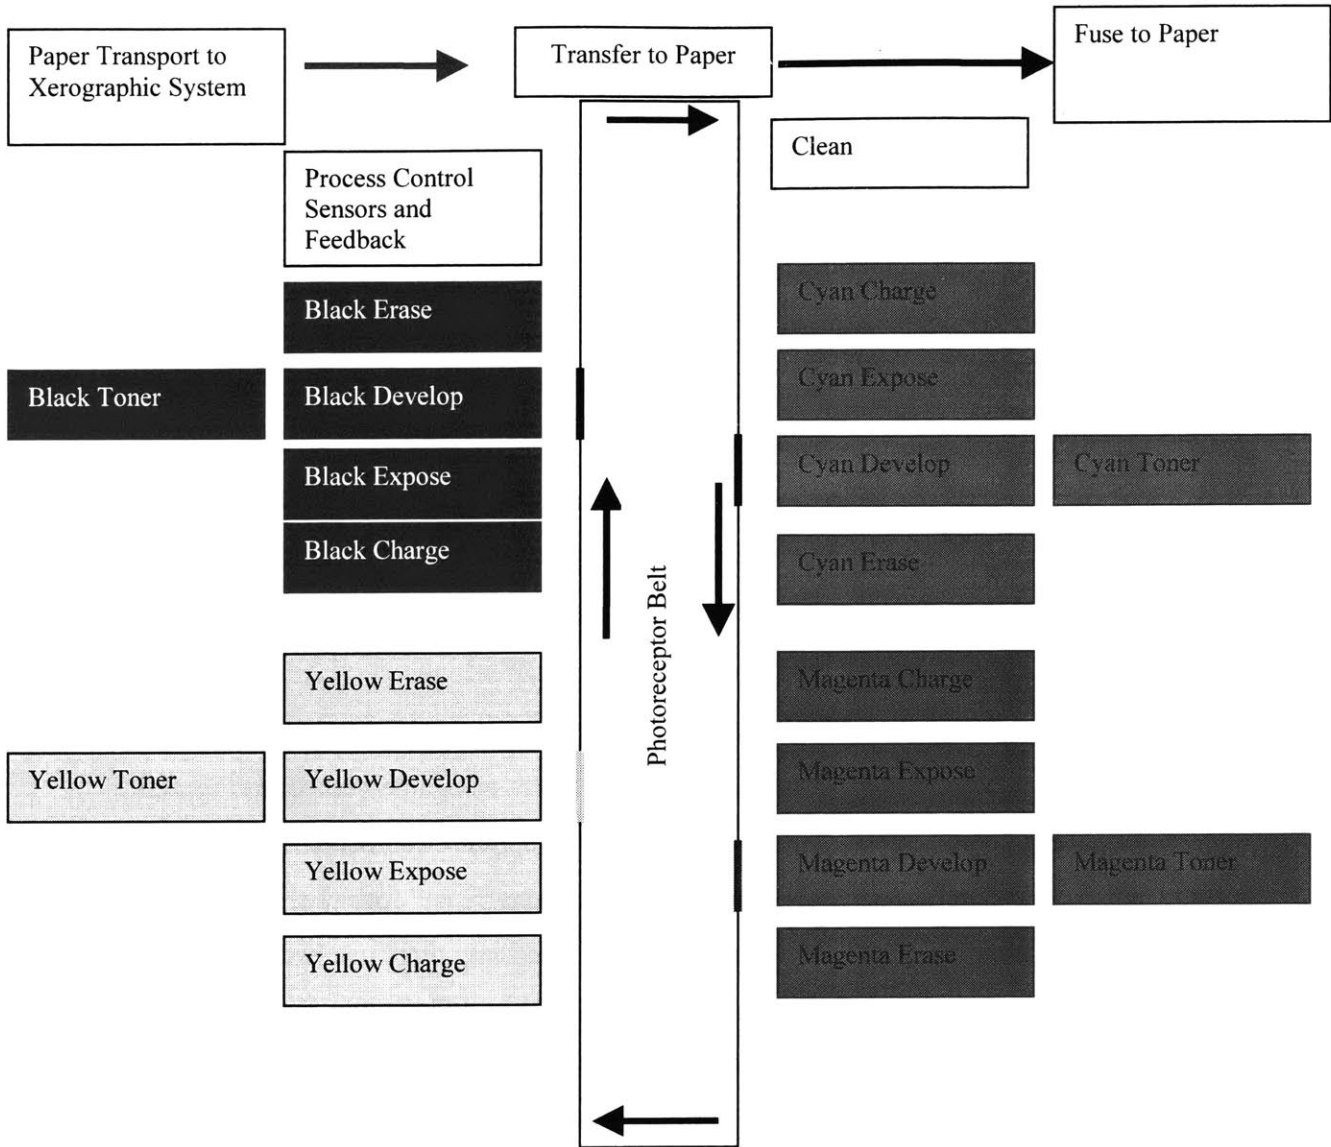 Paper Transport to
Xerographic System
Transfer to Paper
Fuse to Paper
Clean
Process Control
Sensors and
Feedback
Black Erase
Black Toner
Black Develop
Black Expose
Black Charge
Yellow Erase
Yellow Toner
Yellow Develop
Yellow Expose
Yellow Charge
Photoreceptor Belt
Cyan Charge
Cyan Expose
Cyan Develop
Cyan Toner
Cyan Erase
Magenta Charge
Magenta Expose
Magenta Develop
Magenta Toner
Magenta Erase